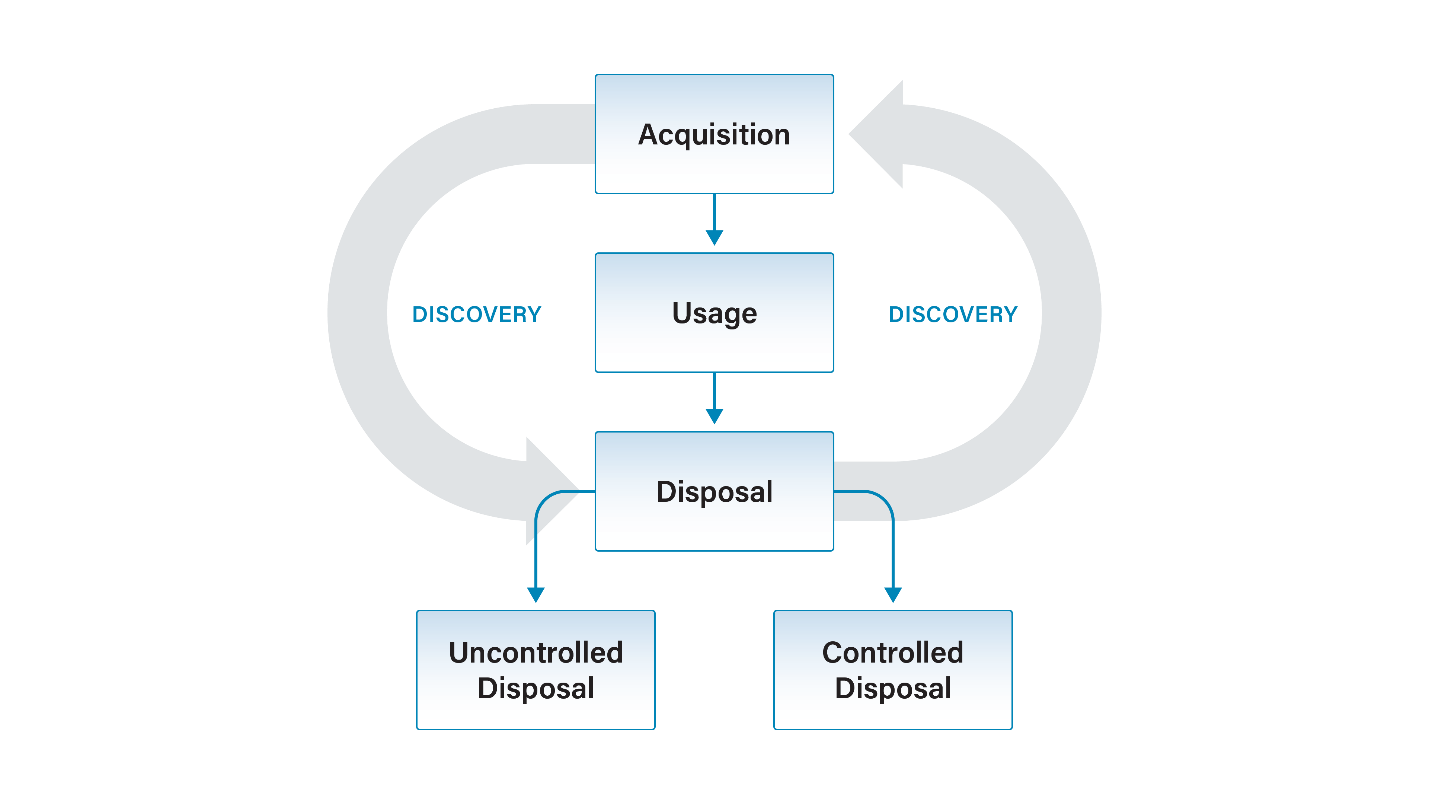 Acquisition
DISCOVERY
Usage
DISCOVERY
Disposal
Uncontrolled
Disposal
Controlled
Disposal